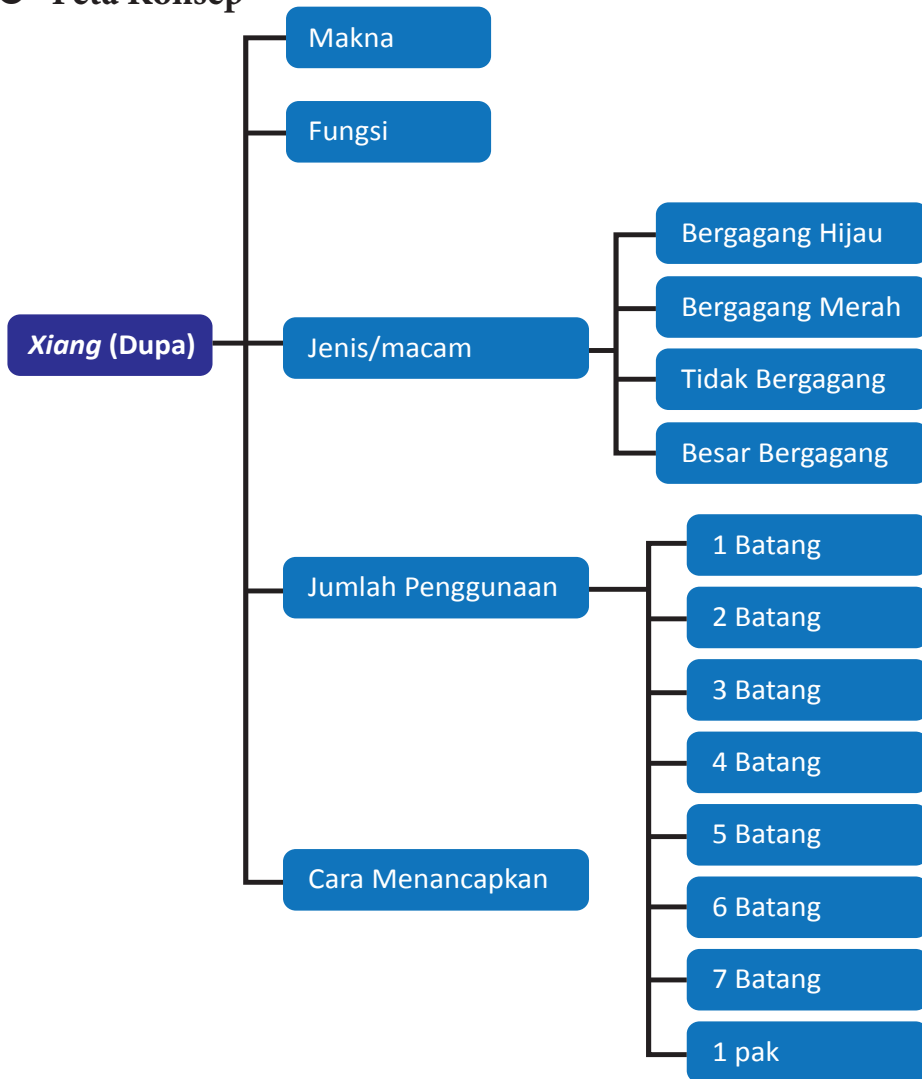 Peta Konsep
Makna
Fungsi
Bergagang Hijau
Bergagang Merah
Xiang (Dupa)
Jenis/macam
Tidak Bergagang
Besar Bergagang
1 Batang
Jumlah Penggunaan
2 Batang
3 Batang
4 Batang
5 Batang
Cara Menancapkan
6 Batang
7 Batang
1 pak